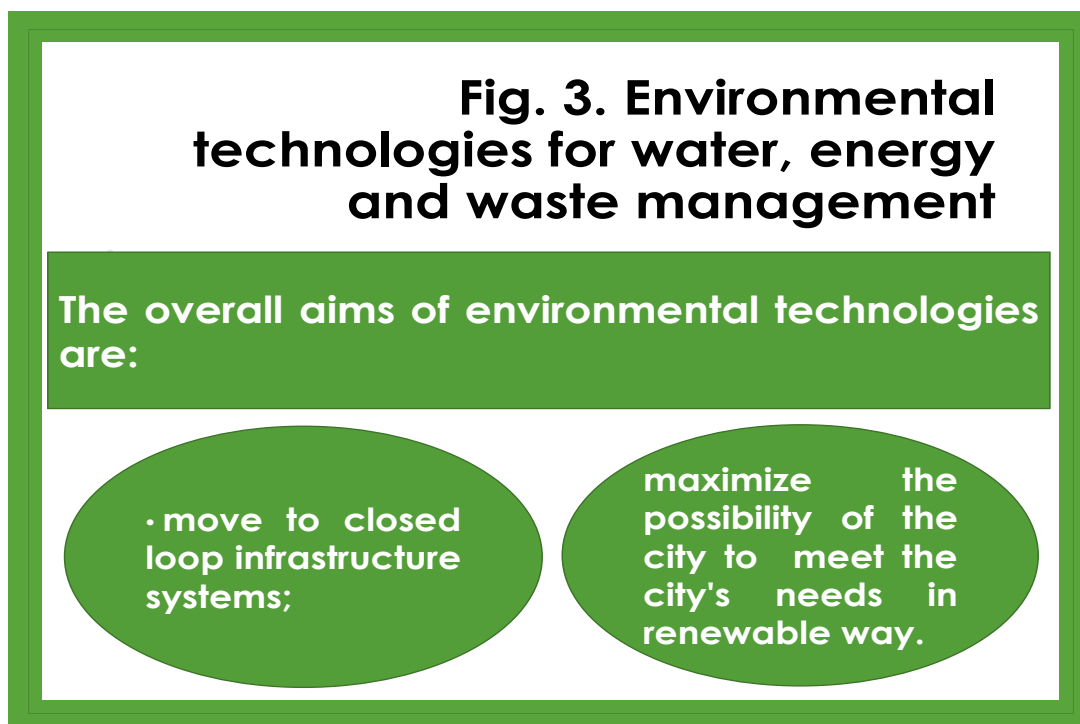 Fig. 3. Environmental
technologies for water, energy
and waste management
The overall aims of environmental technologies
are:
• move to closed
loop infrastructure
systems;
maximize the
possibility of the
city to meet the
city's needs in
renewable way.